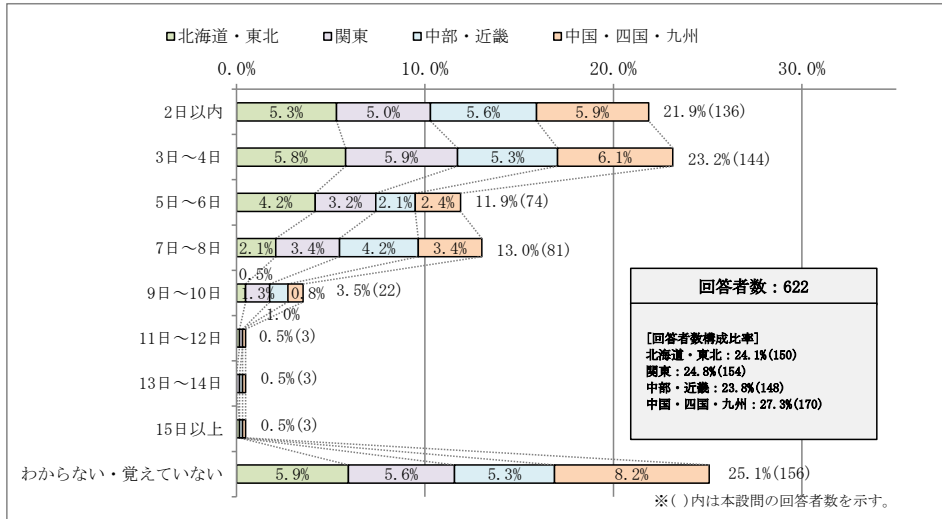 ■北海道・東北 □関東 □中部・近畿 ■中国・四国・九州
0.0% 10.0% 20.0% 30.0%
2日以内 5.3% 5.0% 5.6% 5.9% 21.9%(136)
3日～4日 5.8% 5.9% 5.3% 6.1% 23.2%(144)
5日～6日 4.2% 3.2% 2.1% 2.4% 11.9%(74)
7日～8日 2.1% 3.4% 4.2% 3.4% 13.0%(81)
0.5%
9日～10日 1.3% 0.8% 3.5%(22)
1.0%
11日～12日 0.5%(3)
13日～14日 0.5%(3)
15日以上 0.5%(3)
わからない・覚えていない 5.9% 5.6% 5.3% 8.2% 25.1%(156)
回答者数：622
[回答者数構成比率]
北海道・東北：24.1%(150)
関東：24.8%(154)
中部・近畿：23.8%(148)
中国・四国・九州：27.3%(170)
※( )内は本設問の回答者数を示す。